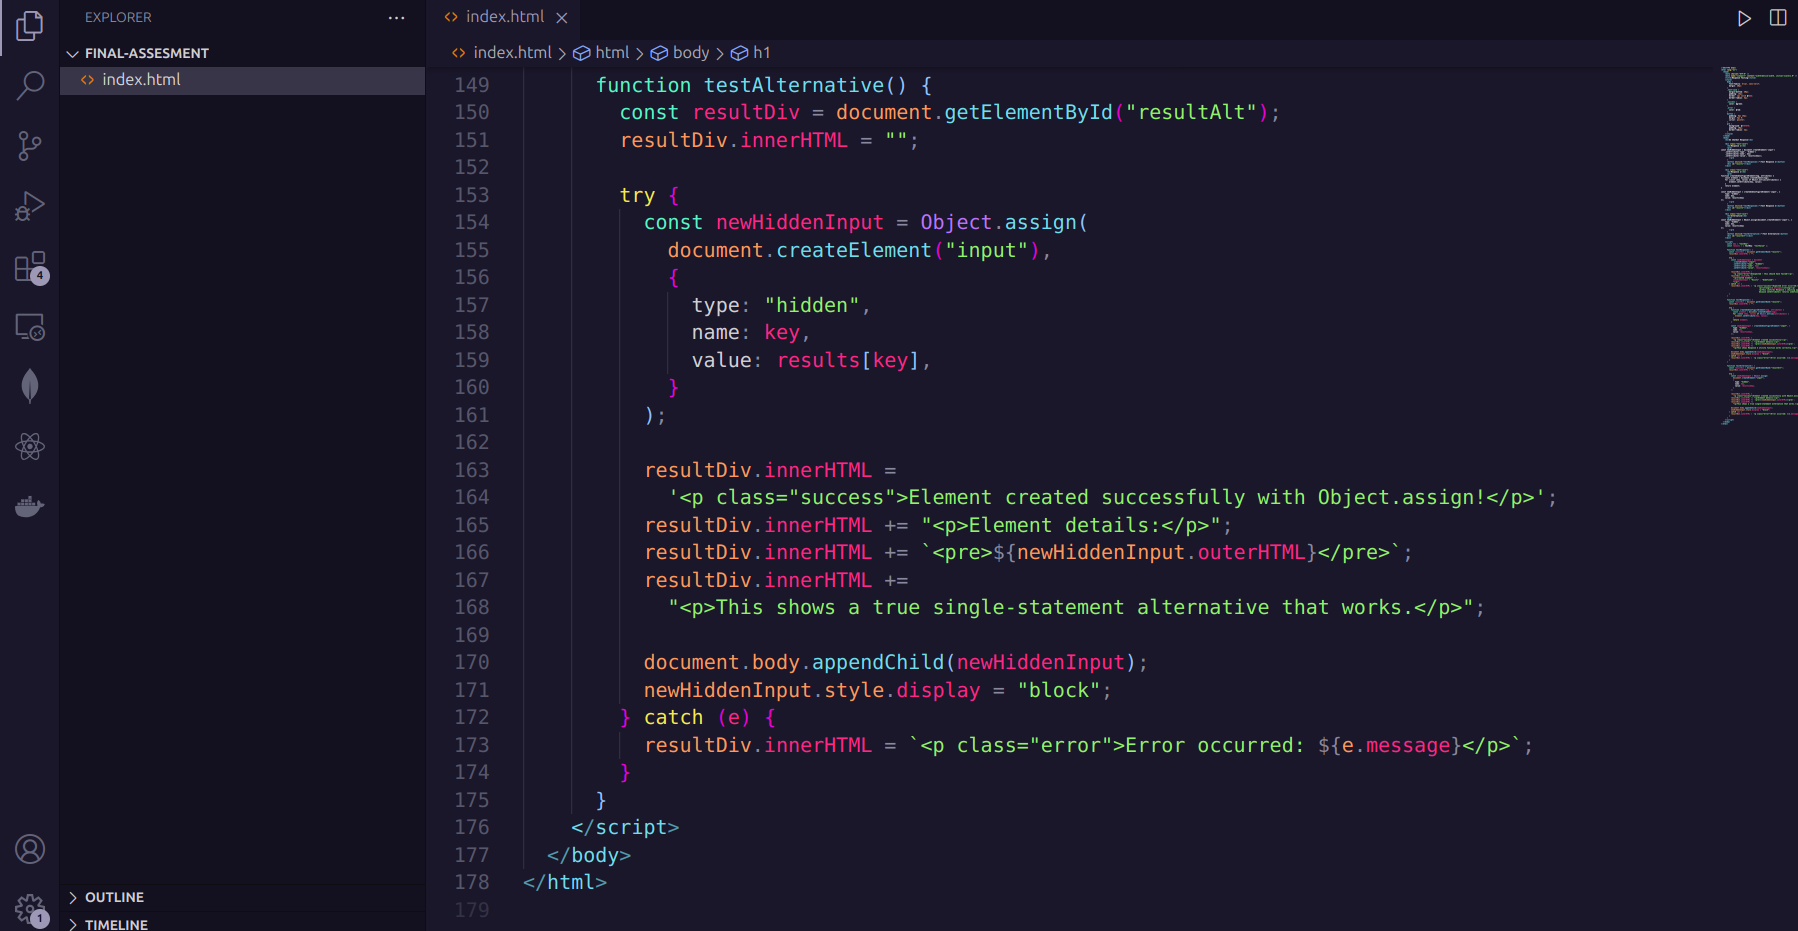 EXPLORER
FINAL-ASSESMENT
index.html
4
1
OUTLINE
TIMELINE
index.html
index.html > html > body > h1
149 function testAlternative() {
150 const resultDiv = document.getElementById("resultAlt");
151 resultDiv.innerHTML = "";
152
153 try {
154 const newHiddenInput = Object.assign(
155 document.createElement("input"),
156 {
157 type: "hidden",
158 name: key,
159 value: results[key],
160 }
161 );
162
163 resultDiv.innerHTML =
164 '<p class="success">Element created successfully with Object.assign!</p>';
165 resultDiv.innerHTML += "<p>Element details:</p>";
166 resultDiv.innerHTML += `<pre>${newHiddenInput.outerHTML}</pre>`;
167 resultDiv.innerHTML +=
168 "<p>This shows a true single-statement alternative that works.</p>";
169
170 document.body.appendChild(newHiddenInput);
171 newHiddenInput.style.display = "block";
172 } catch (e) {
173 resultDiv.innerHTML = `<p class="error">Error occurred: ${e.message}</p>`;
174 }
175 }
176 </script>
177 </body>
178 </html>
179